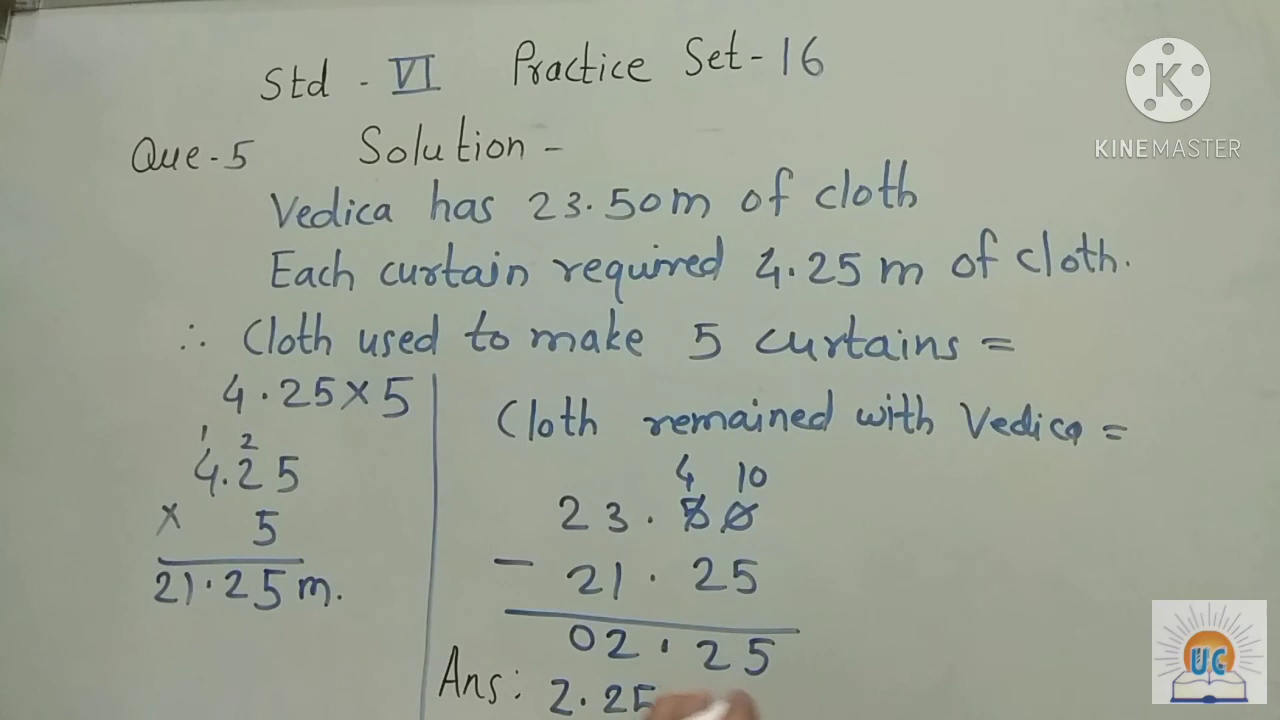 Std - VI Practice Set - 16
KINEMASTER
Que - 5 Solution -
Vedica has 23.50m of cloth
Each curtain required 4.25 m of cloth.
∴ Cloth used to make 5 curtains =
4.25 × 5
1 2
4.25
× 5
21.25 m.
Cloth remained with Vedica =
4 10
23.50
- 21.25
02.25
Ans: 2.25
K
UC